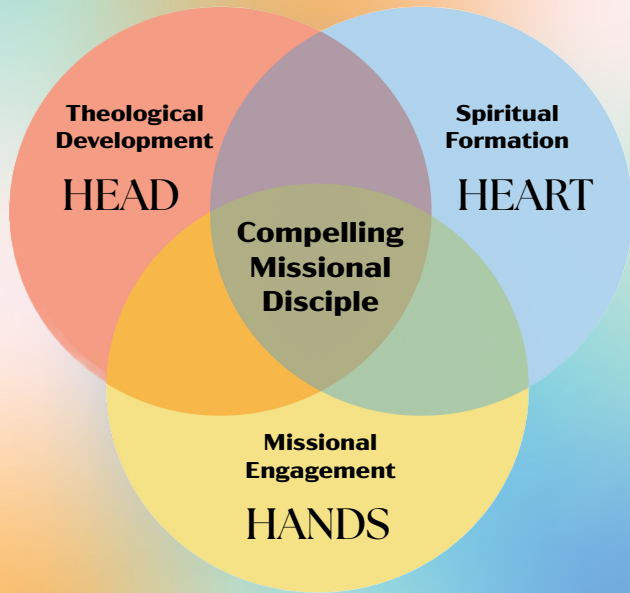 Theological
Development
HEAD
Spiritual
Formation
HEART
Compelling
Missional
Disciple
Missional
Engagement
HANDS